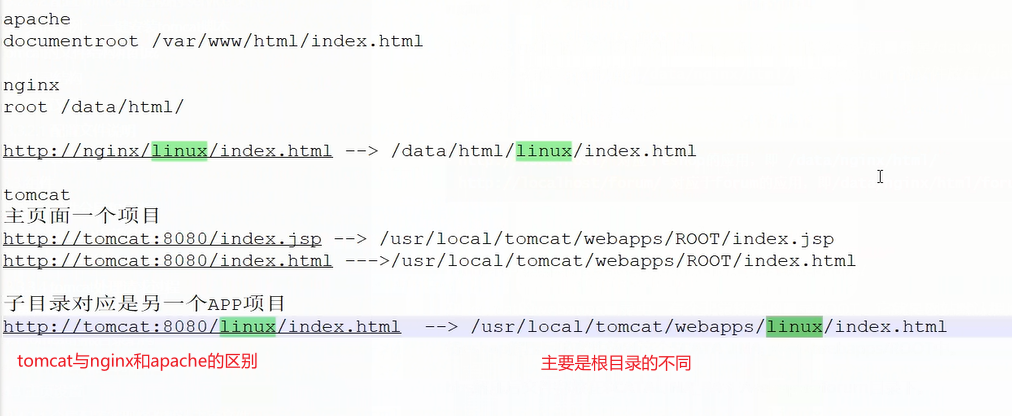 apache
documentroot /var/www/html/index.html
nginx
root /data/html/
http://nginx/linux/index.html --> /data/html/linux/index.html
tomcat
主页面一个项目
http://tomcat:8080/index.jsp --> /usr/local/tomcat/webapps/ROOT/index.jsp
http://tomcat:8080/index.html --->/usr/local/tomcat/webapps/ROOT/index.html
子目录对应是另一个APP项目
http://tomcat:8080/linux/index.html --> /usr/local/tomcat/webapps/linux/index.html
tomcat与nginx和apache的区别 主要是根目录的不同